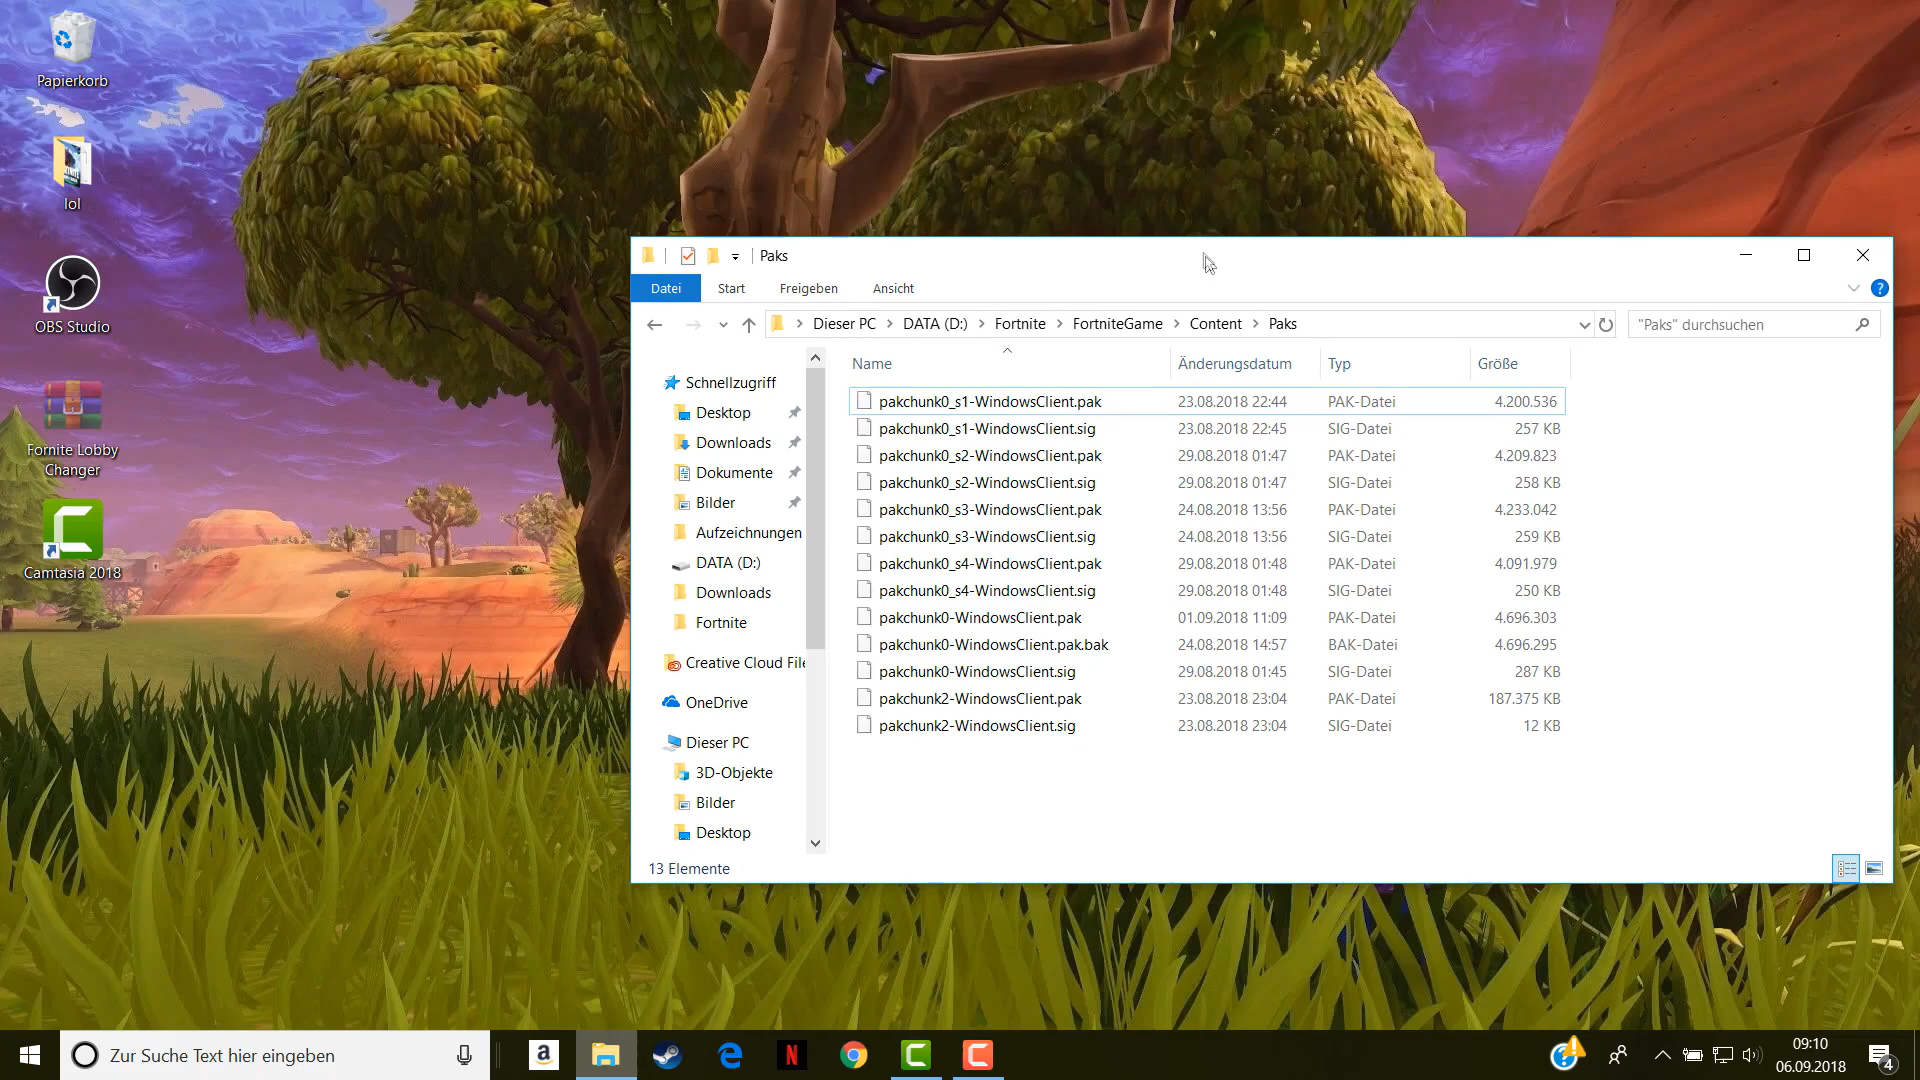 Papierkorb
lol
OBS Studio
Fornite Lobby
Changer
Camtasia 2018
Paks
Datei Start Freigeben Ansicht
Dieser PC DATA (D:) Fortnite FortniteGame Content Paks
"Paks" durchsuchen
Schnellzugriff
Desktop
Downloads
Dokumente
Bilder
Aufzeichnungen
DATA (D:)
Downloads
Fortnite
Creative Cloud File
OneDrive
Dieser PC
3D-Objekte
Bilder
Desktop
Name Änderungsdatum Typ Größe
pakchunk0_s1-WindowsClient.pak 23.08.2018 22:44 PAK-Datei 4.200.536
pakchunk0_s1-WindowsClient.sig 23.08.2018 22:45 SIG-Datei 257 KB
pakchunk0_s2-WindowsClient.pak 29.08.2018 01:47 PAK-Datei 4.209.823
pakchunk0_s2-WindowsClient.sig 29.08.2018 01:47 SIG-Datei 258 KB
pakchunk0_s3-WindowsClient.pak 24.08.2018 13:56 PAK-Datei 4.233.042
pakchunk0_s3-WindowsClient.sig 24.08.2018 13:56 SIG-Datei 259 KB
pakchunk0_s4-WindowsClient.pak 29.08.2018 01:48 PAK-Datei 4.091.979
pakchunk0_s4-WindowsClient.sig 29.08.2018 01:48 SIG-Datei 250 KB
pakchunk0-WindowsClient.pak 01.09.2018 11:09 PAK-Datei 4.696.303
pakchunk0-WindowsClient.pak.bak 24.08.2018 14:57 BAK-Datei 4.696.295
pakchunk0-WindowsClient.sig 29.08.2018 01:45 SIG-Datei 287 KB
pakchunk2-WindowsClient.pak 23.08.2018 23:04 PAK-Datei 187.375 KB
pakchunk2-WindowsClient.sig 23.08.2018 23:04 SIG-Datei 12 KB
13 Elemente
Zur Suche Text hier eingeben
09:10
06.09.2018
4